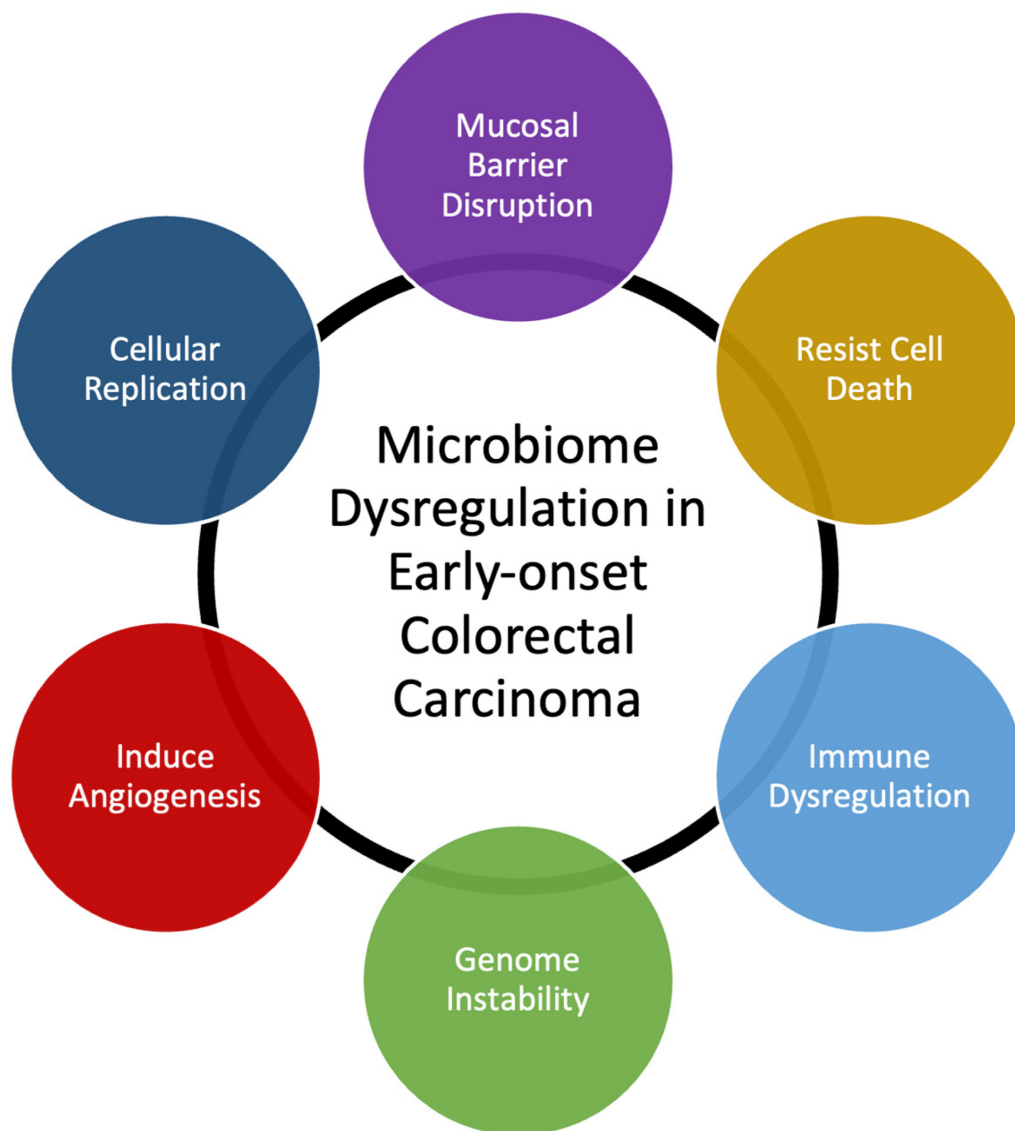 Mucosal
Barrier
Disruption
Resist Cell
Death
Immune
Dysregulation
Genome
Instability
Induce
Angiogenesis
Cellular
Replication
Microbiome
Dysregulation in
Early-onset
Colorectal
Carcinoma